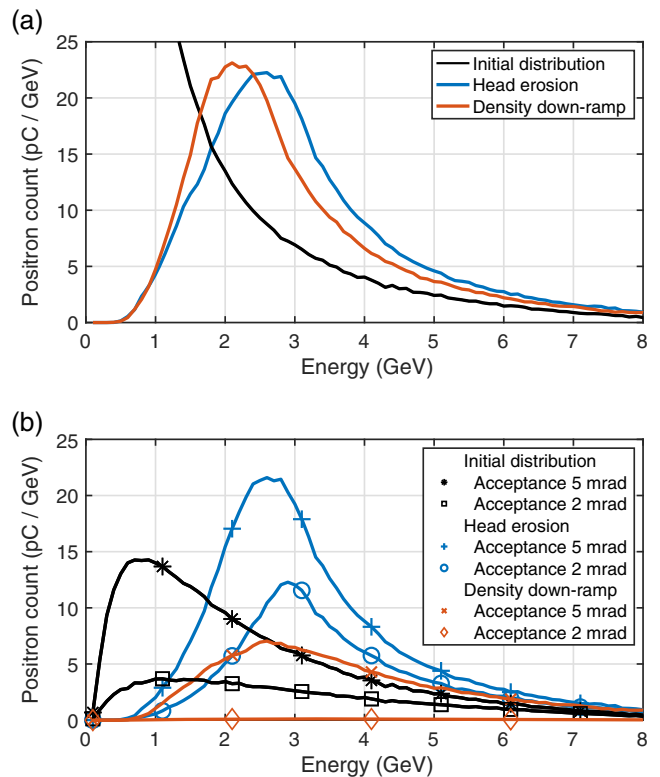 (a)
25
20
15
10
5
0
Positron count (pC / GeV)
Initial distribution
Head erosion
Density down-ramp
0 1 2 3 4 5 6 7 8
Energy (GeV)
(b)
25
20
15
10
5
0
Positron count (pC / GeV)
Initial distribution
Acceptance 5 mrad
Acceptance 2 mrad
Head erosion
Acceptance 5 mrad
Acceptance 2 mrad
Density down-ramp
Acceptance 5 mrad
Acceptance 2 mrad
0 1 2 3 4 5 6 7 8
Energy (GeV)